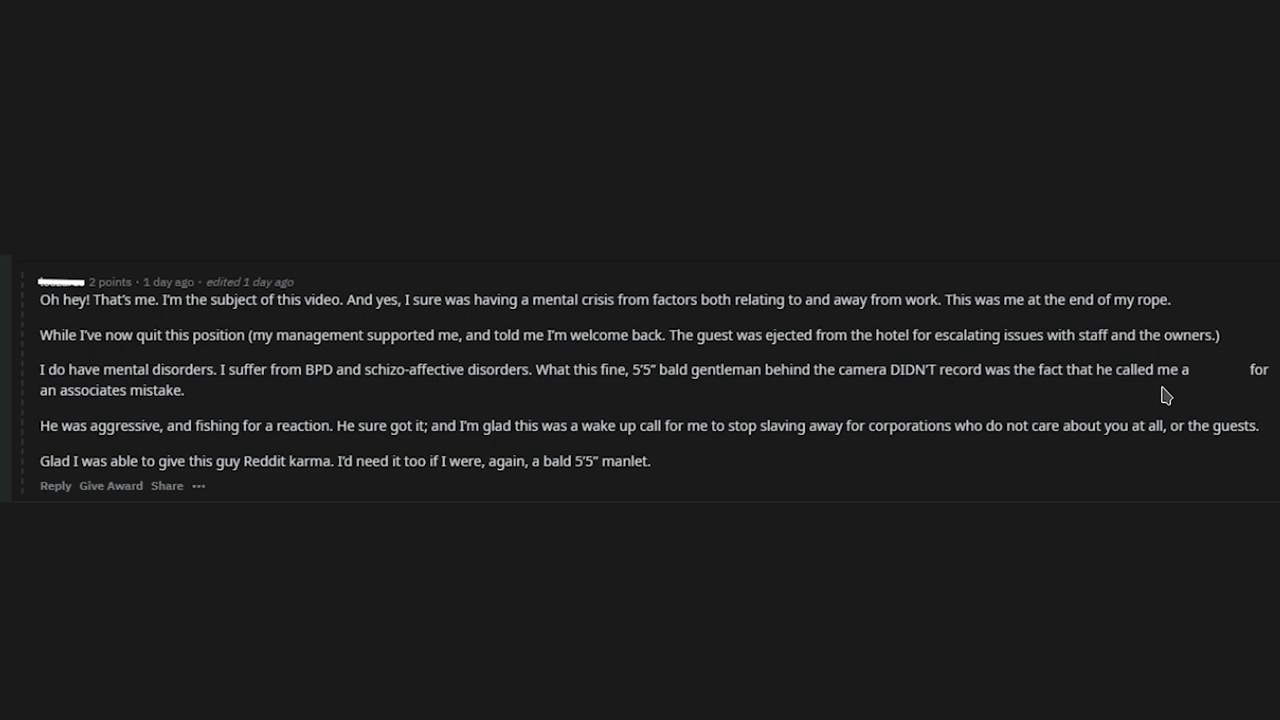 2 points · 1 day ago · edited 1 day ago
Oh hey! That's me. I'm the subject of this video. And yes, I sure was having a mental crisis from factors both relating to and away from work. This was me at the end of my rope.
While I've now quit this position (my management supported me, and told me I'm welcome back. The guest was ejected from the hotel for escalating issues with staff and the owners.)
I do have mental disorders. I suffer from BPD and schizo-affective disorders. What this fine, 5'5" bald gentleman behind the camera DIDN'T record was the fact that he called me a for
an associates mistake.
He was aggressive, and fishing for a reaction. He sure got it; and I'm glad this was a wake up call for me to stop slaving away for corporations who do not care about you at all, or the guests.
Glad I was able to give this guy Reddit karma. I'd need it too if I were, again, a bald 5'5" manlet.
Reply Give Award Share ···